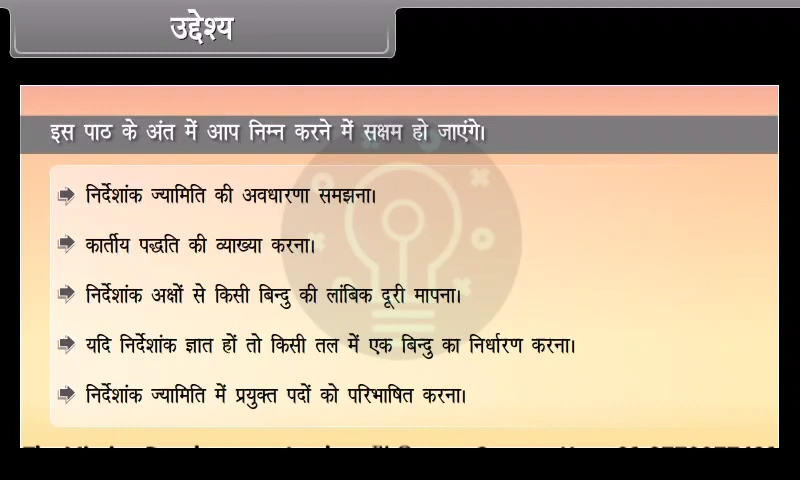 उद्देश्य
इस पाठ के अंत में आप निम्न करने में सक्षम हो जाएंगे।
निर्देशांक ज्यामिति की अवधारणा समझना।
कार्तीय पद्धति की व्याख्या करना।
निर्देशांक अक्षों से किसी बिन्दु की लांबिक दूरी मापना।
यदि निर्देशांक ज्ञात हों तो किसी तल में एक बिन्दु का निर्धारण करना।
निर्देशांक ज्यामिति में प्रयुक्त पदों को परिभाषित करना।